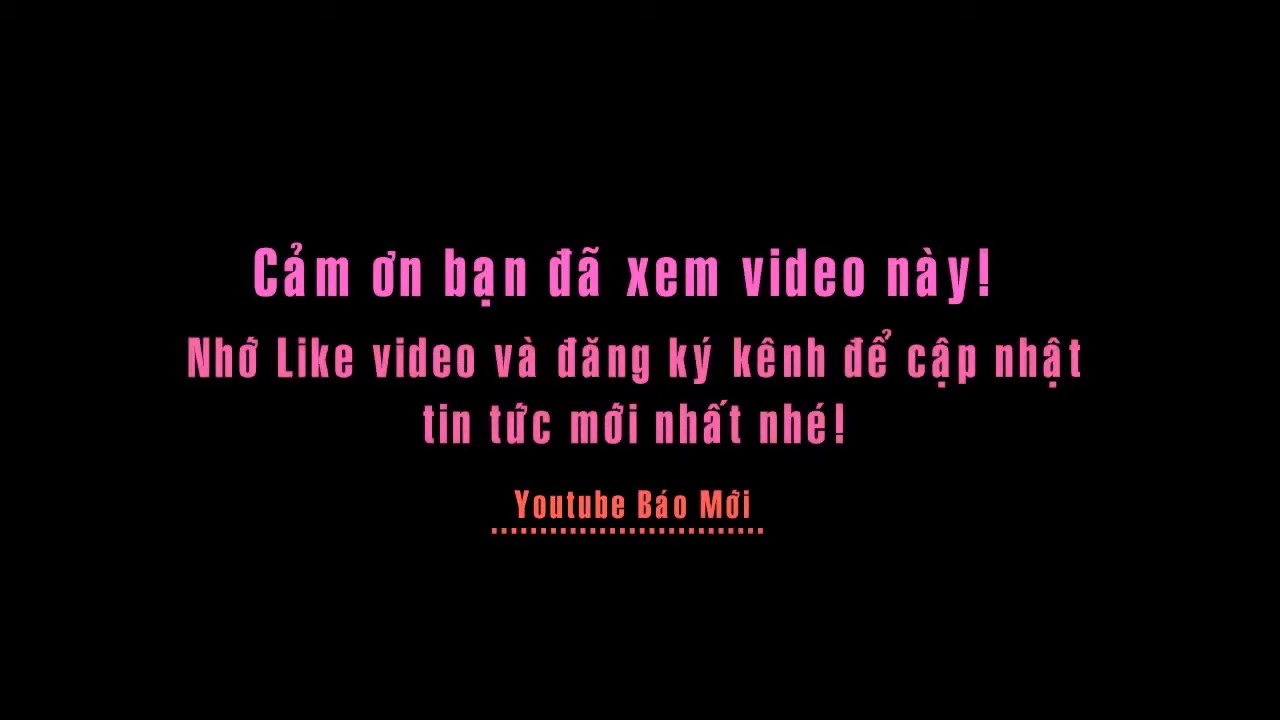 Cảm ơn bạn đã xem video này!
Nhớ Like video và đăng ký kênh để cập nhật
tin tức mới nhất nhé!
Youtube Báo Mới